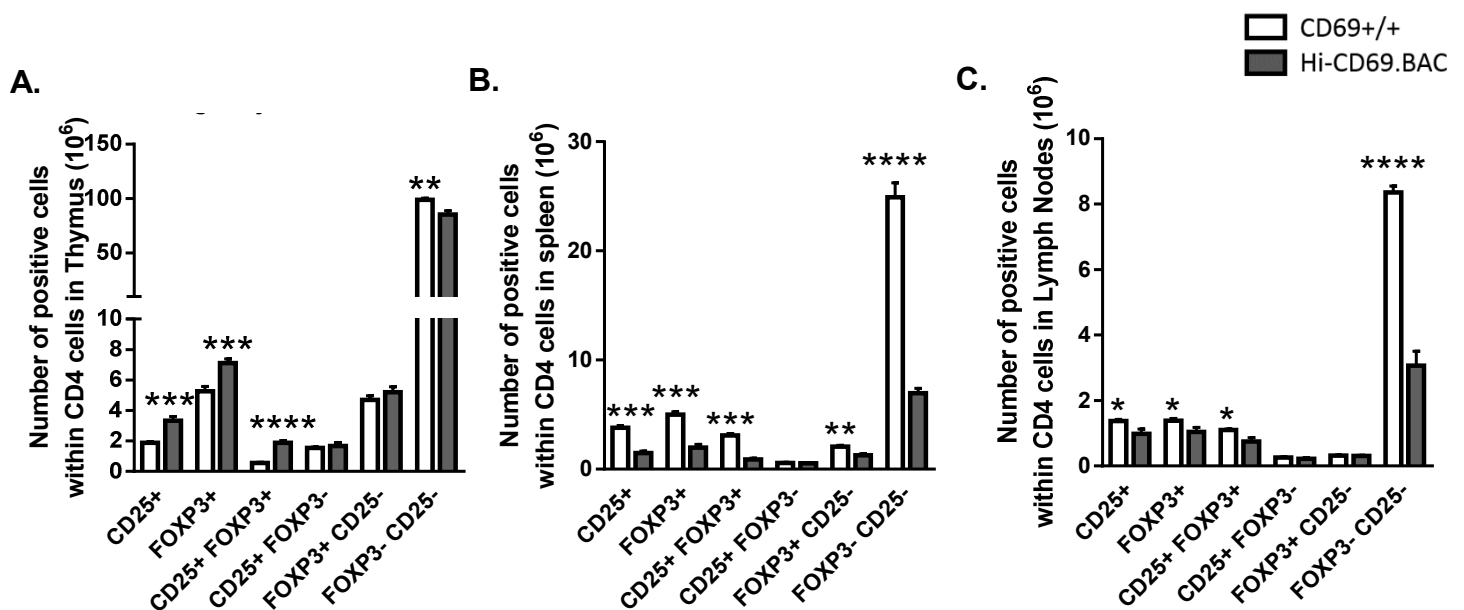 CD69+/+
Hi-CD69.BAC
A.
Number of positive cells
within CD4 cells in Thymus (10⁶)
150
100
50
10
8
6
4
2
0
***
***
****
**
CD25+
FOXP3+
CD25+ FOXP3+
CD25+ FOXP3-
FOXP3+ CD25-
FOXP3- CD25-
B.
Number of positive cells
within CD4 cells in spleen (10⁶)
30
20
10
0
***
***
***
**
****
CD25+
FOXP3+
CD25+ FOXP3+
CD25+ FOXP3-
FOXP3+ CD25-
FOXP3- CD25-
C.
Number of positive cells
within CD4 cells in Lymph Nodes (10⁶)
10
8
6
4
2
0
*
*
*
****
CD25+
FOXP3+
CD25+ FOXP3+
CD25+ FOXP3-
FOXP3+ CD25-
FOXP3- CD25-